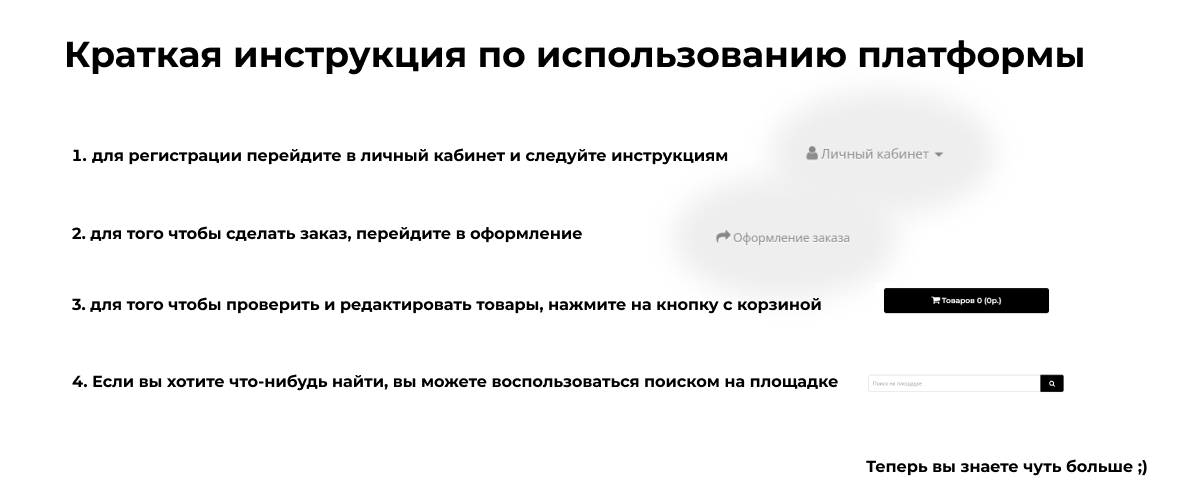 Краткая инструкция по использованию платформы
1. для регистрации перейдите в личный кабинет и следуйте инструкциям
Личный кабинет
2. для того чтобы сделать заказ, перейдите в оформление
Оформление заказа
3. для того чтобы проверить и редактировать товары, нажмите на кнопку с корзиной
Товаров 0 (0р.)
4. Если вы хотите что-нибудь найти, вы можете воспользоваться поиском на площадке
Поиск на площадке
Теперь вы знаете чуть больше ;)